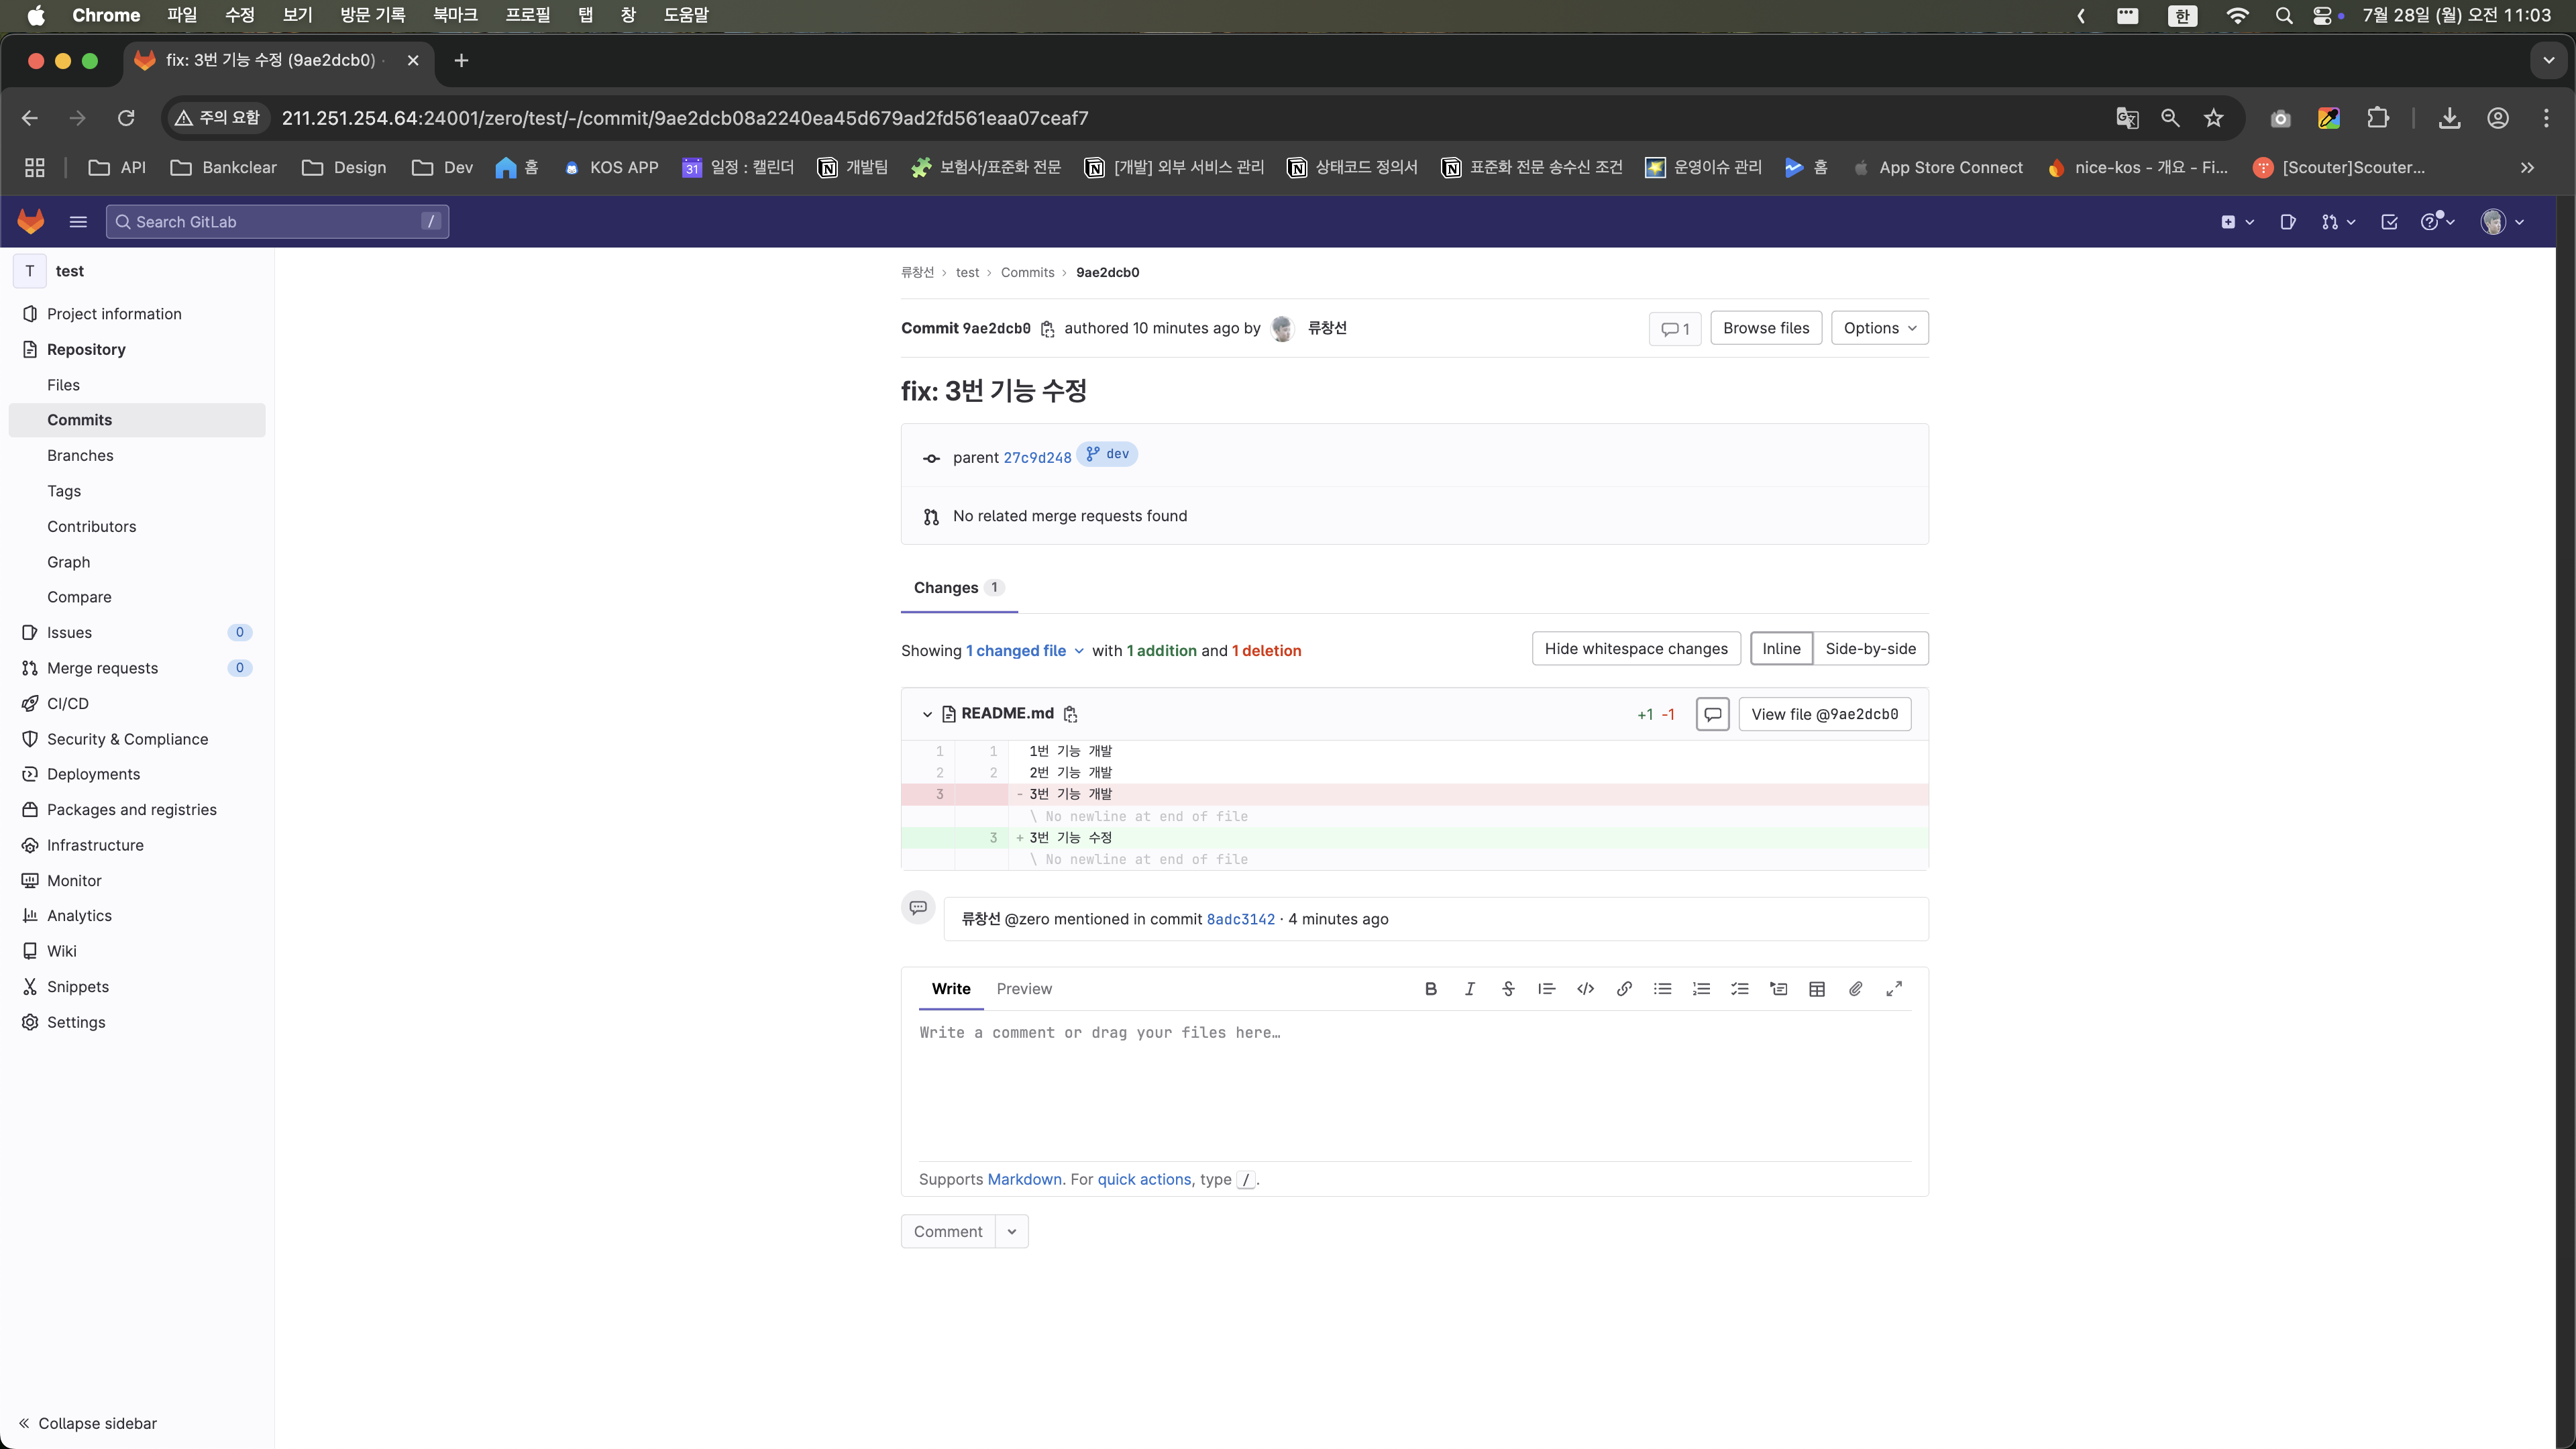 Chrome 파일 수정 보기 방문 기록 북마크 프로필 탭 창 도움말 한 7월 28일 (월) 오전 11:03
fix: 3번 기능 수정 (9ae2dcb0) ·
주의 요함 211.251.254.64:24001/zero/test/-/commit/9ae2dcb08a2240ea45d679ad2fd561eaa07ceaf7
API Bankclear Design Dev 홈 KOS APP 31 일정 : 캘린더 개발팀 보험사/표준화 전문 [개발] 외부 서비스 관리 상태코드 정의서 표준화 전문 송수신 조건 운영이슈 관리 홈 App Store Connect nice-kos - 개요 - Fi... [Scouter]Scouter...
Search GitLab /
T test
Project information
Repository
Files
Commits
Branches
Tags
Contributors
Graph
Compare
Issues 0
Merge requests 0
CI/CD
Security & Compliance
Deployments
Packages and registries
Infrastructure
Monitor
Analytics
Wiki
Snippets
Settings
Collapse sidebar
류창선 › test › Commits › 9ae2dcb0
Commit 9ae2dcb0 authored 10 minutes ago by 류창선 1 Browse files Options
fix: 3번 기능 수정
parent 27c9d248 dev
No related merge requests found
Changes 1
Showing 1 changed file with 1 addition and 1 deletion Hide whitespace changes Inline Side-by-side
README.md +1 -1 View file @9ae2dcb0
1 1 1번 기능 개발
2 2 2번 기능 개발
3 - 3번 기능 개발
\ No newline at end of file
3 + 3번 기능 수정
\ No newline at end of file
류창선 @zero mentioned in commit 8adc3142 · 4 minutes ago
Write Preview
Write a comment or drag your files here…
Supports Markdown. For quick actions, type /.
Comment